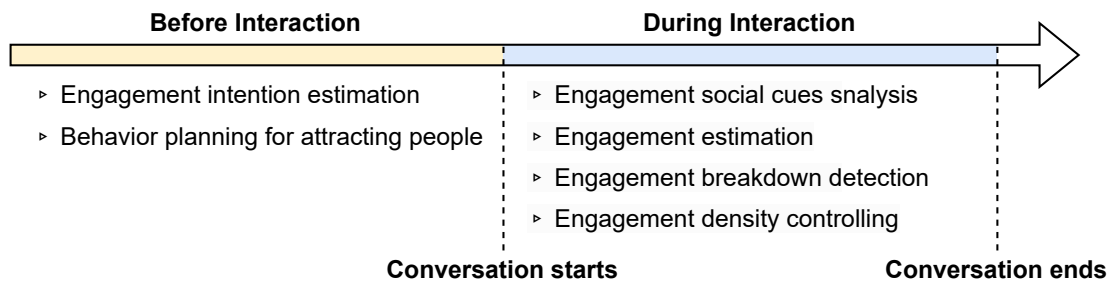 Before Interaction
During Interaction
Engagement intention estimation
Behavior planning for attracting people
Engagement social cues snalysis
Engagement estimation
Engagement breakdown detection
Engagement density controlling
Conversation starts
Conversation ends